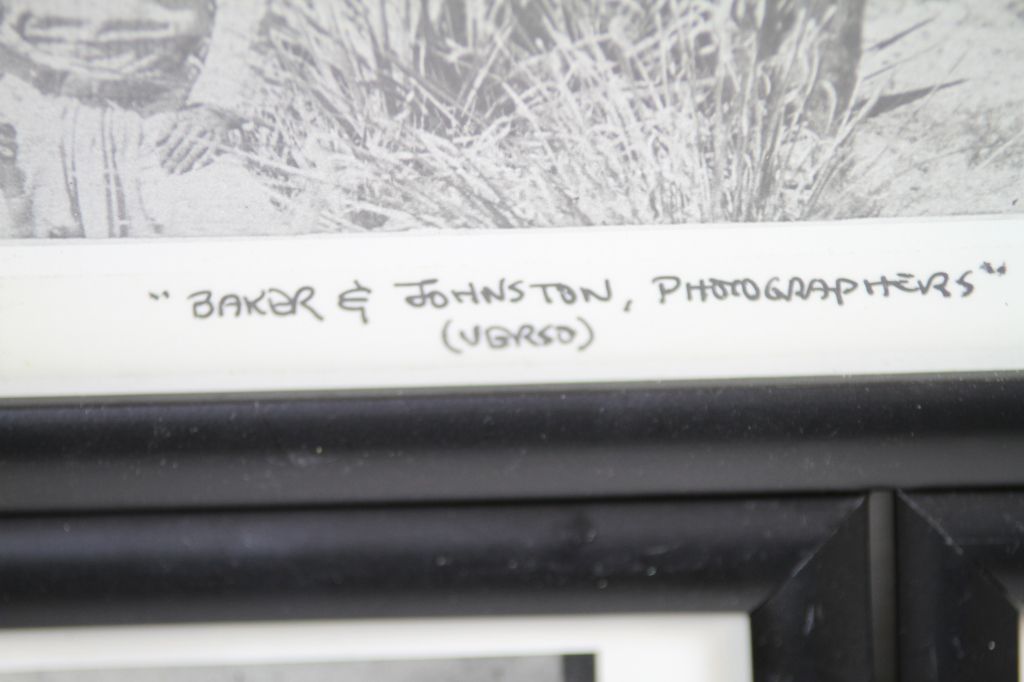 "BAKER & JOHNSTON, PHOTOGRAPHERS"
(VERSO)